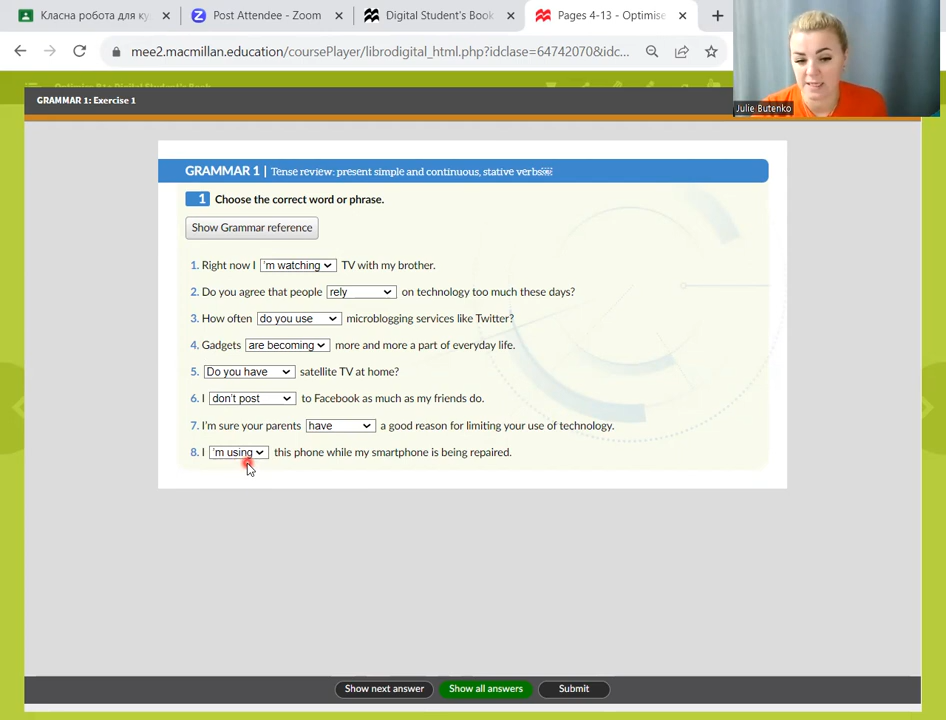 Класна робота для ку
Post Attendee - Zoom
Digital Student's Book
Pages 4-13 - Optimise
mee2.macmillan.education/coursePlayer/librodigital_html.php?idclase=64742070&idc...
GRAMMAR 1: Exercise 1
Julie Butenko
GRAMMAR 1 | Tense review: present simple and continuous, stative verbs
1 Choose the correct word or phrase.
Show Grammar reference
1. Right now I 'm watching TV with my brother.
2. Do you agree that people rely on technology too much these days?
3. How often do you use microblogging services like Twitter?
4. Gadgets are becoming more and more a part of everyday life.
5. Do you have satellite TV at home?
6. I don't post to Facebook as much as my friends do.
7. I'm sure your parents have a good reason for limiting your use of technology.
8. I 'm using this phone while my smartphone is being repaired.
Show next answer Show all answers Submit